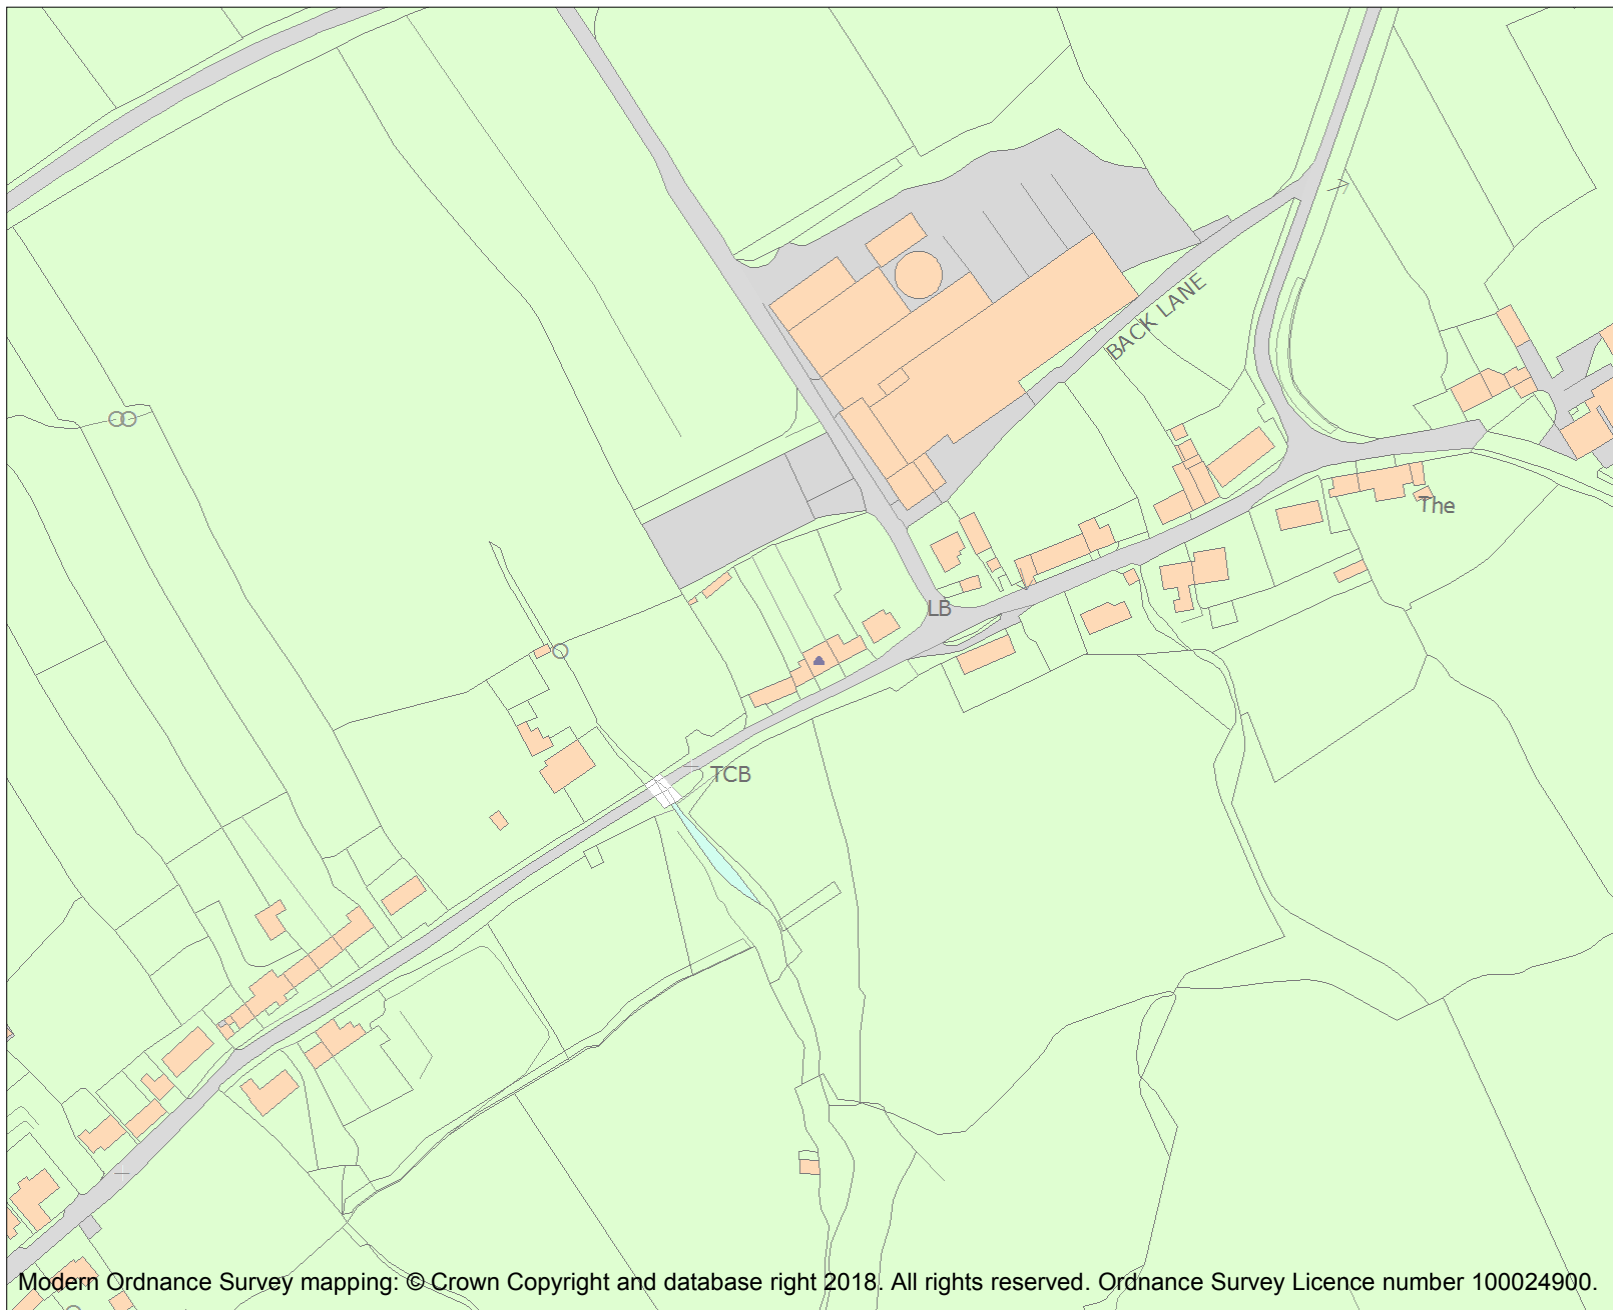 BACK LANE
The
LB
TCB
Modern Ordnance Survey mapping: © Crown Copyright and database right 2018. All rights reserved. Ordnance Survey Licence number 100024900.